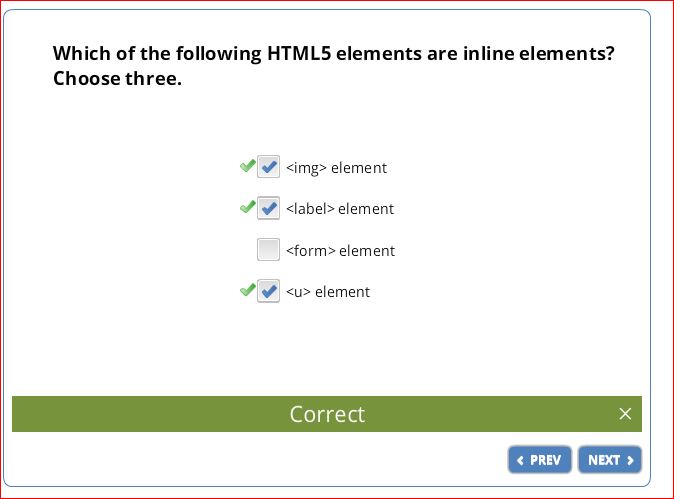 Which of the following HTML5 elements are inline elements?
Choose three.
<img> element
<label> element
<form> element
<u> element
Correct
PREV
NEXT